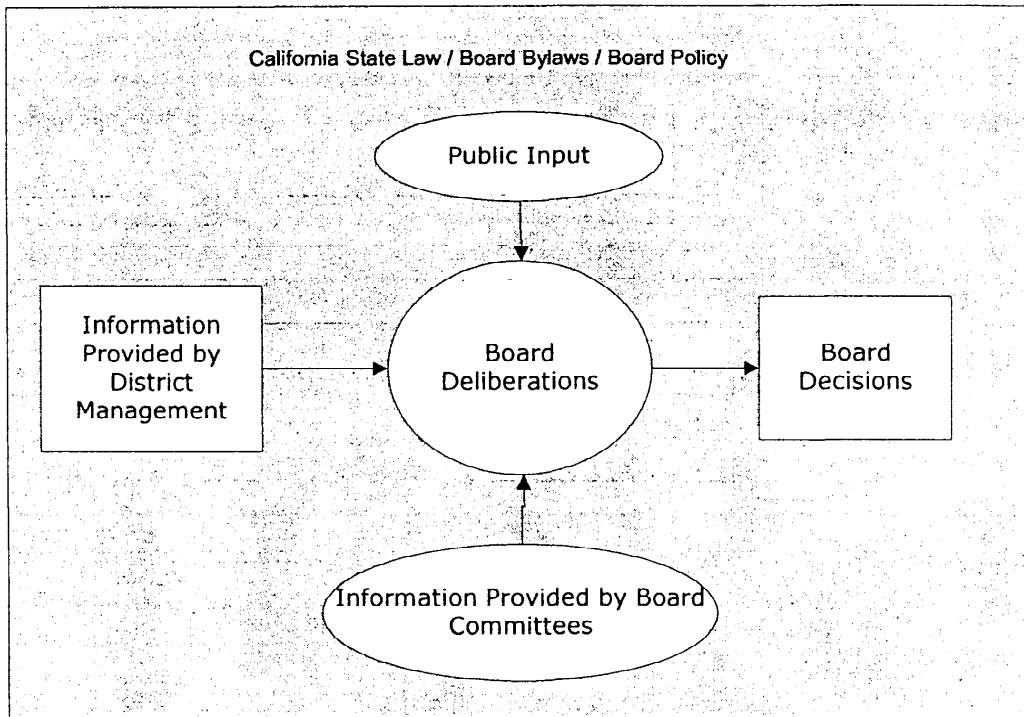 California State Law / Board Bylaws / Board Policy
Public Input
Information
Provided by
District
Management
Board
Deliberations
Board
Decisions
Information Provided by Board
Committees